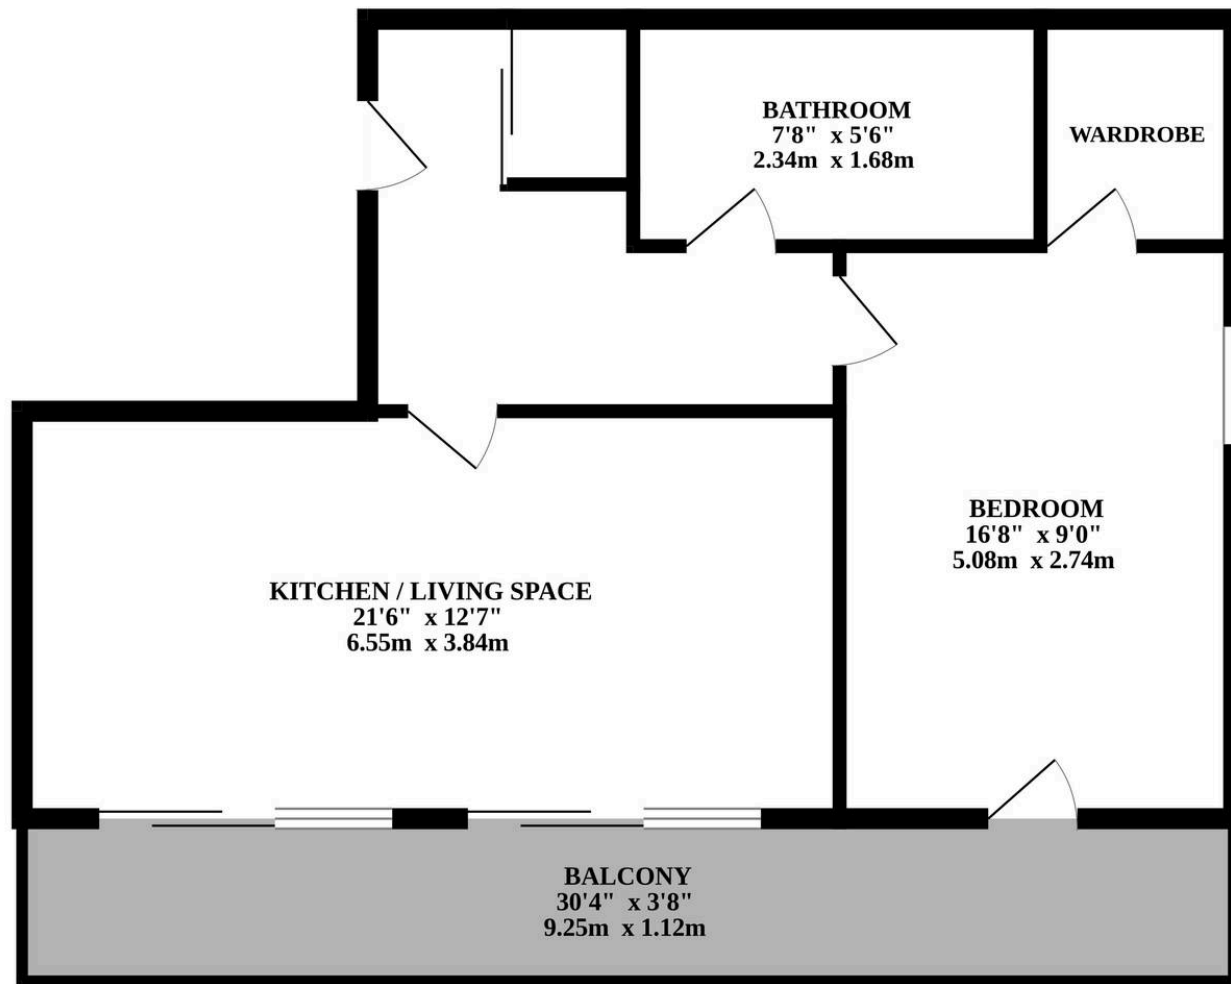 BATHROOM
7'8" x 5'6"
2.34m x 1.68m
WARDROBE
BEDROOM
16'8" x 9'0"
5.08m x 2.74m
KITCHEN / LIVING SPACE
21'6" x 12'7"
6.55m x 3.84m
BALCONY
30'4" x 3'8"
9.25m x 1.12m